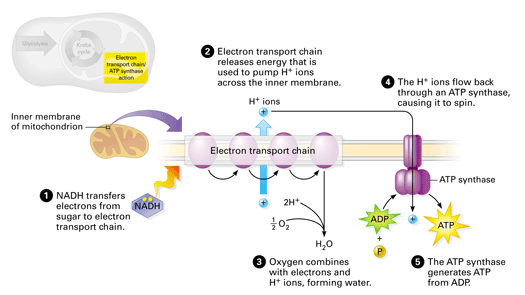 Glycolysis
Krebs
cycle
Electron
transport chain/
ATP synthase
action
2 Electron transport chain
releases energy that is
used to pump H⁺ ions
across the inner membrane.
4 The H⁺ ions flow back
through an ATP synthase,
causing it to spin.
H⁺ ions
+
Inner membrane
of mitochondrion
Electron transport chain
ATP synthase
1 NADH transfers
electrons from
sugar to electron
transport chain.
NADH
+
2H⁺
1/2 O₂
H₂O
ADP
+
P
+
ATP
3 Oxygen combines
with electrons and
H⁺ ions, forming water.
5 The ATP synthase
generates ATP
from ADP.